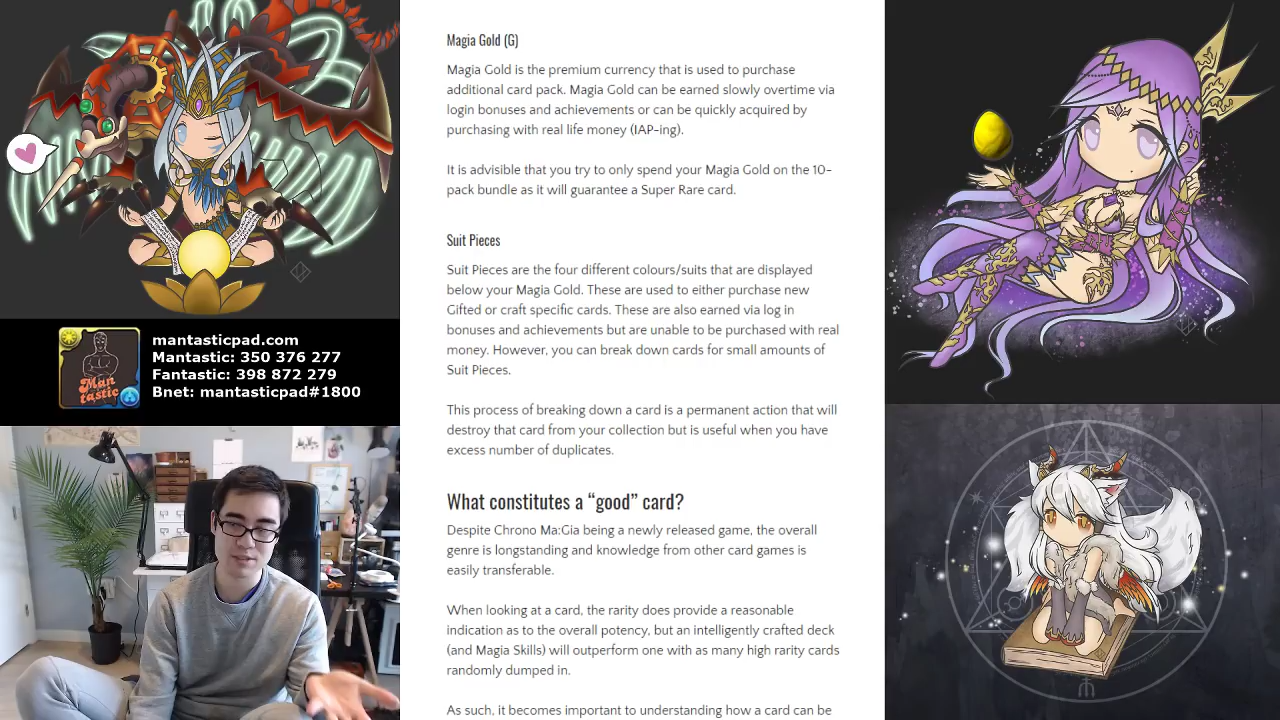 mantasticpad.com
Mantastic: 350 376 277
Fantastic: 398 872 279
Bnet: mantasticpad#1800
Man
tastic
Magia Gold (G)
Magia Gold is the premium currency that is used to purchase
additional card pack. Magia Gold can be earned slowly overtime via
login bonuses and achievements or can be quickly acquired by
purchasing with real life money (IAP-ing).
It is advisible that you try to only spend your Magia Gold on the 10-
pack bundle as it will guarantee a Super Rare card.
Suit Pieces
Suit Pieces are the four different colours/suits that are displayed
below your Magia Gold. These are used to either purchase new
Gifted or craft specific cards. These are also earned via log in
bonuses and achievements but are unable to be purchased with real
money. However, you can break down cards for small amounts of
Suit Pieces.
This process of breaking down a card is a permanent action that will
destroy that card from your collection but is useful when you have
excess number of duplicates.
What constitutes a “good” card?
Despite Chrono Ma:Gia being a newly released game, the overall
genre is longstanding and knowledge from other card games is
easily transferable.
When looking at a card, the rarity does provide a reasonable
indication as to the overall potency, but an intelligently crafted deck
(and Magia Skills) will outperform one with as many high rarity cards
randomly dumped in.
As such, it becomes important to understanding how a card can be